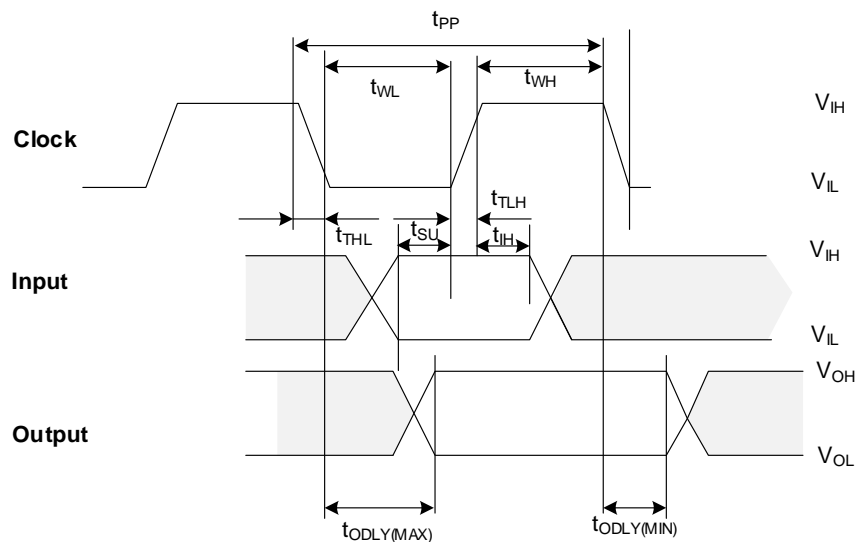 tPP
tWL
tWH
Clock
VIH
VIL
tTHL
tSU
tTLH
tIH
Input
VIH
VIL
Output
VOH
VOL
tODLY(MAX)
tODLY(MIN)